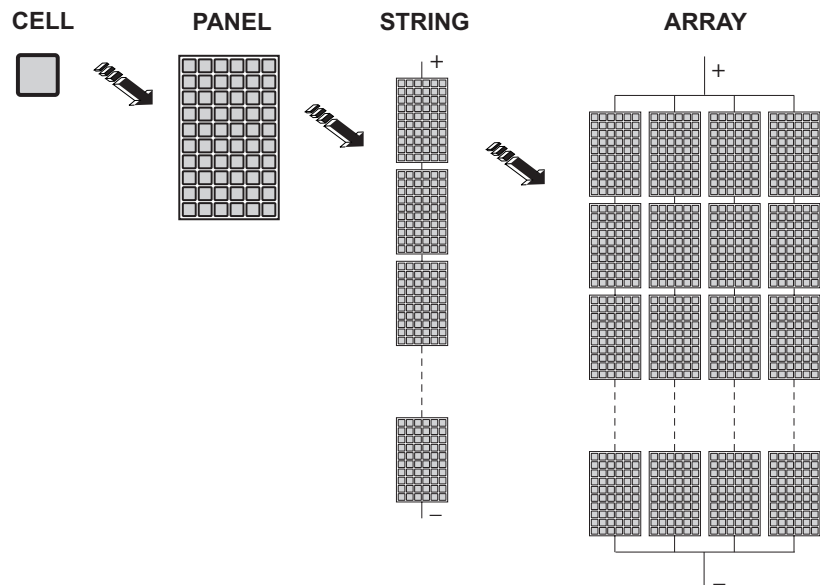 CELL
PANEL
STRING
ARRAY
+
+
−
−